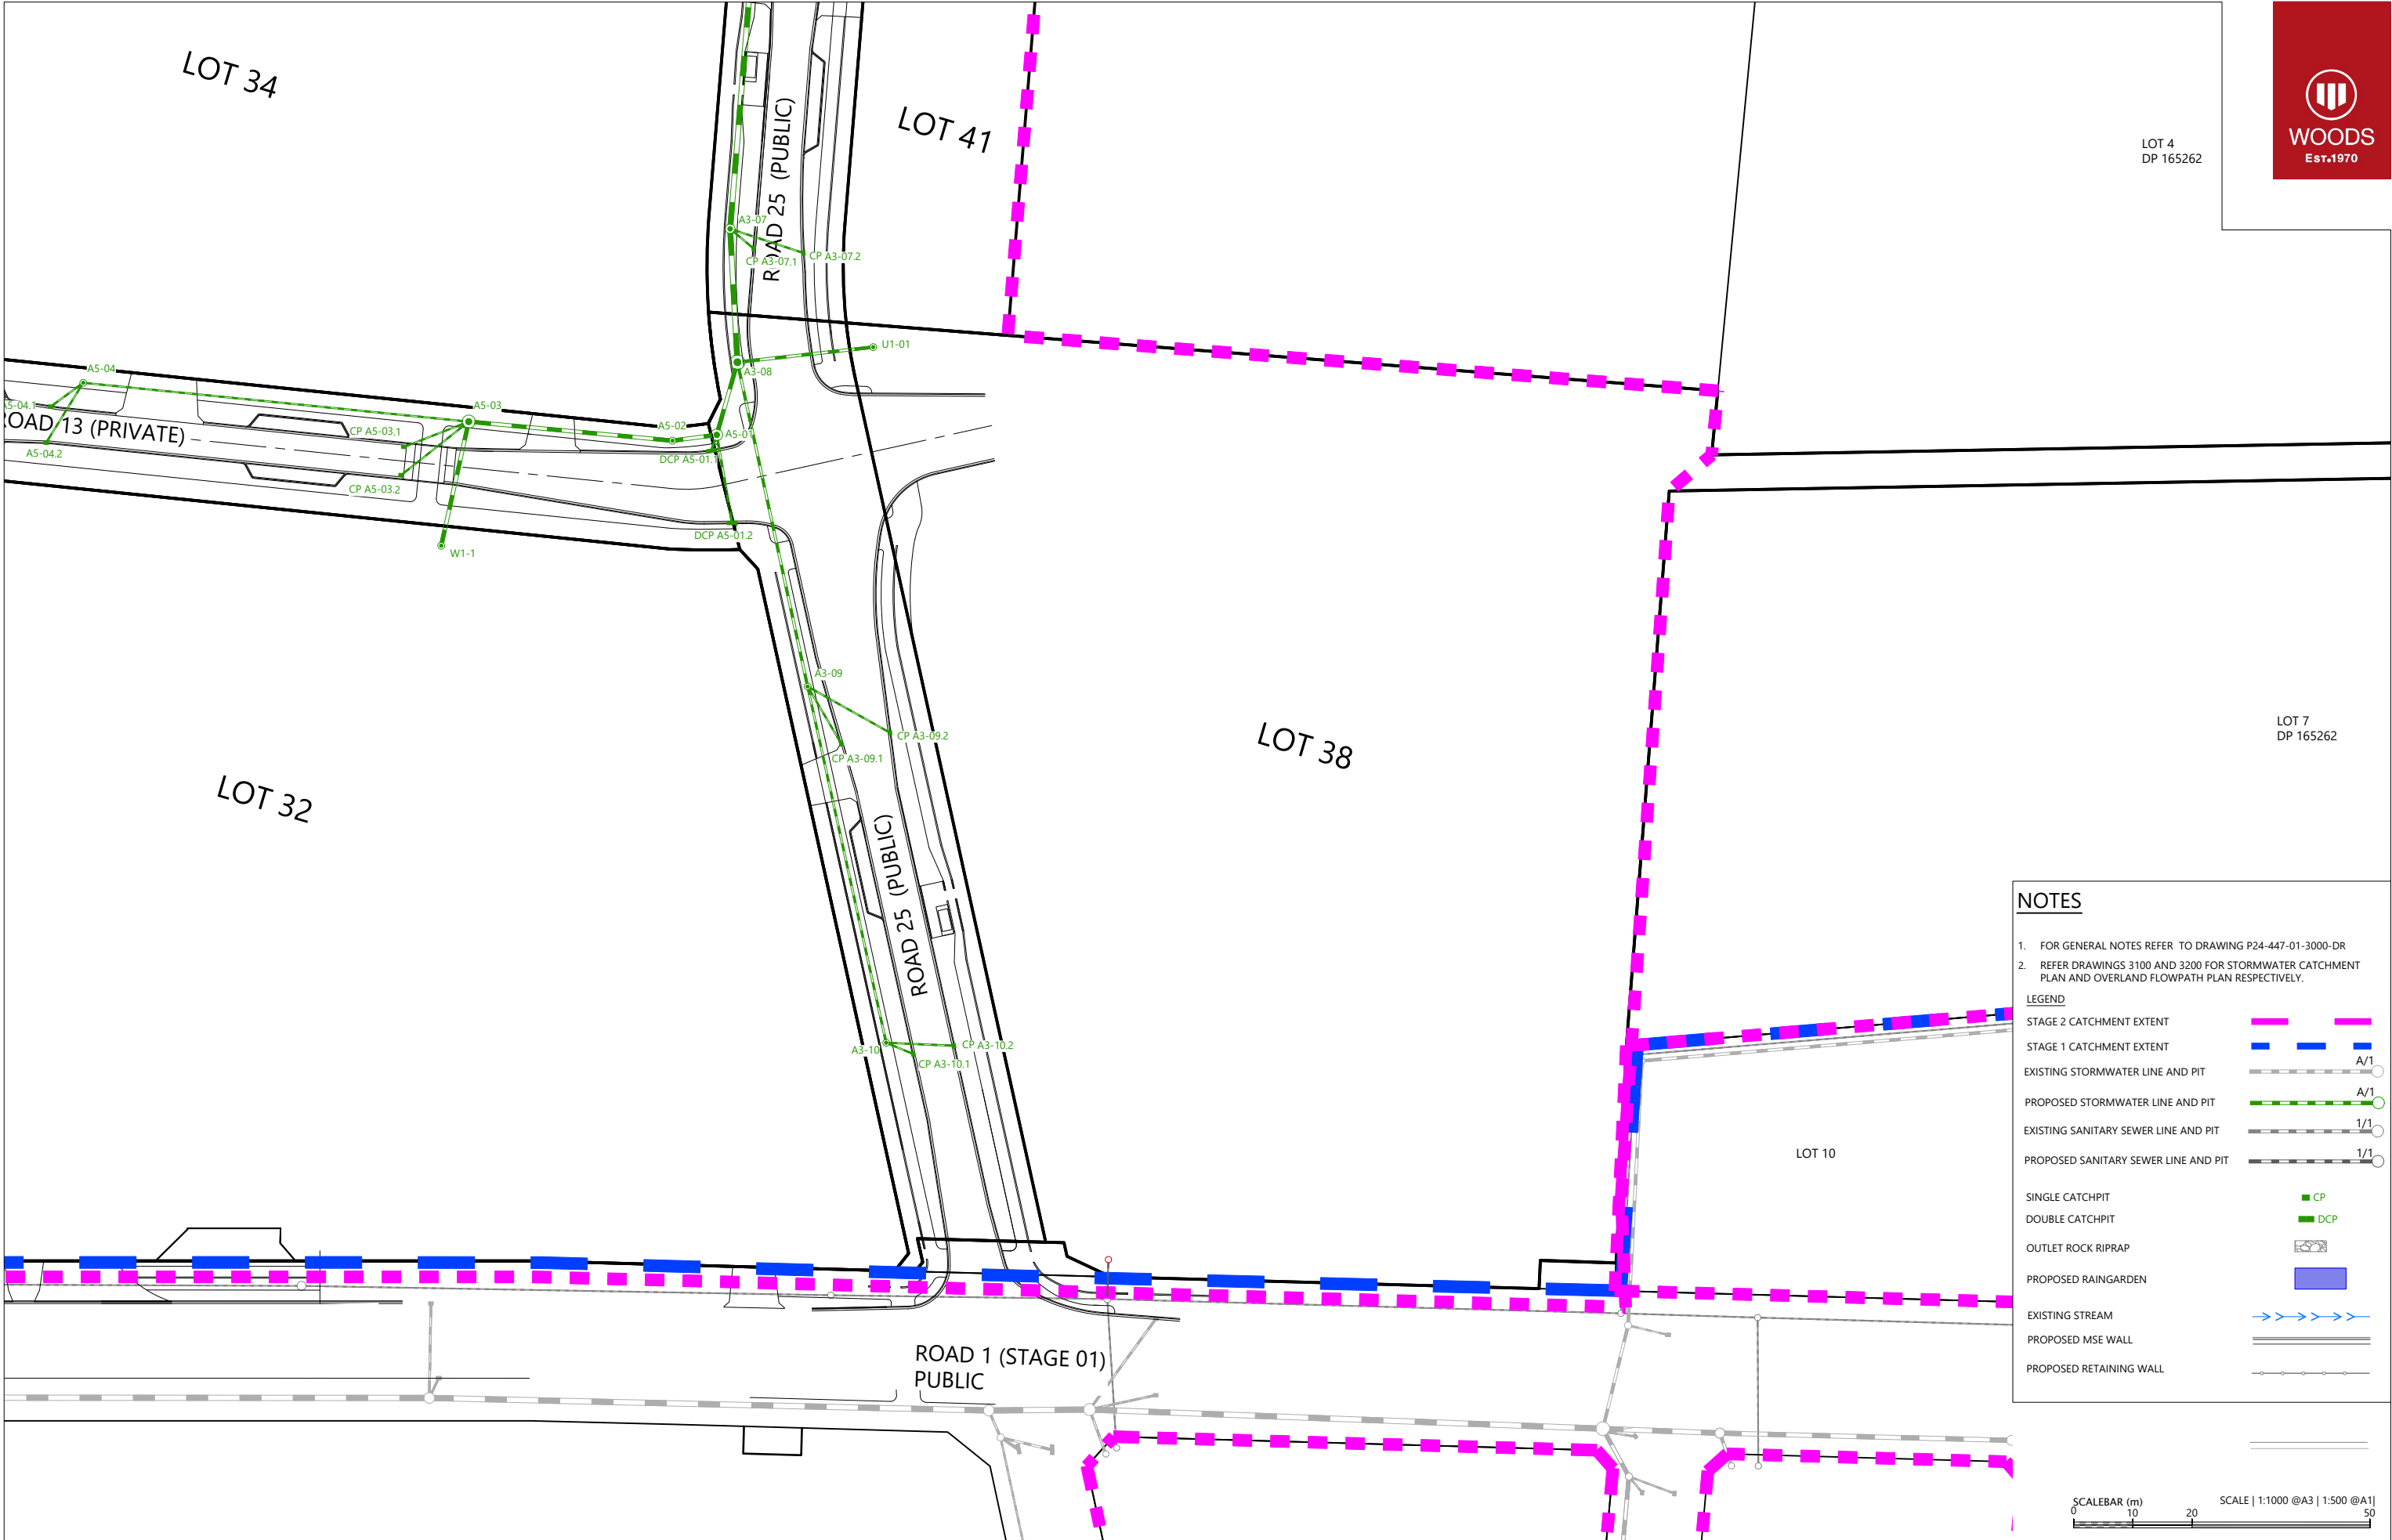 LOT 34
LOT 41
LOT 4
DP 165262
WOODS
EST.1970
ROAD 25 (PUBLIC)
A3-07
CP A3-07.1
CP A3-07.2
U1-01
A3-08
A5-04
A5-04.1
ROAD 13 (PRIVATE)
A5-04.2
A5-03
CP A5-03.1
CP A5-03.2
A5-02
A5-01
DCP A5-01.1
DCP A5-01.2
W1-1
A3-09
CP A3-09.2
CP A3-09.1
LOT 38
LOT 7
DP 165262
LOT 32
ROAD 25 (PUBLIC)
A3-10
CP A3-10.2
CP A3-10.1
LOT 10
ROAD 1 (STAGE 01)
PUBLIC
NOTES
1. FOR GENERAL NOTES REFER TO DRAWING P24-447-01-3000-DR
2. REFER DRAWINGS 3100 AND 3200 FOR STORMWATER CATCHMENT
PLAN AND OVERLAND FLOWPATH PLAN RESPECTIVELY.
LEGEND
STAGE 2 CATCHMENT EXTENT
STAGE 1 CATCHMENT EXTENT
EXISTING STORMWATER LINE AND PIT A/1
PROPOSED STORMWATER LINE AND PIT A/1
EXISTING SANITARY SEWER LINE AND PIT 1/1
PROPOSED SANITARY SEWER LINE AND PIT 1/1
SINGLE CATCHPIT CP
DOUBLE CATCHPIT DCP
OUTLET ROCK RIPRAP
PROPOSED RAINGARDEN
EXISTING STREAM
PROPOSED MSE WALL
PROPOSED RETAINING WALL
SCALEBAR (m) SCALE | 1:1000 @A3 | 1:500 @A1|
0 10 20 50